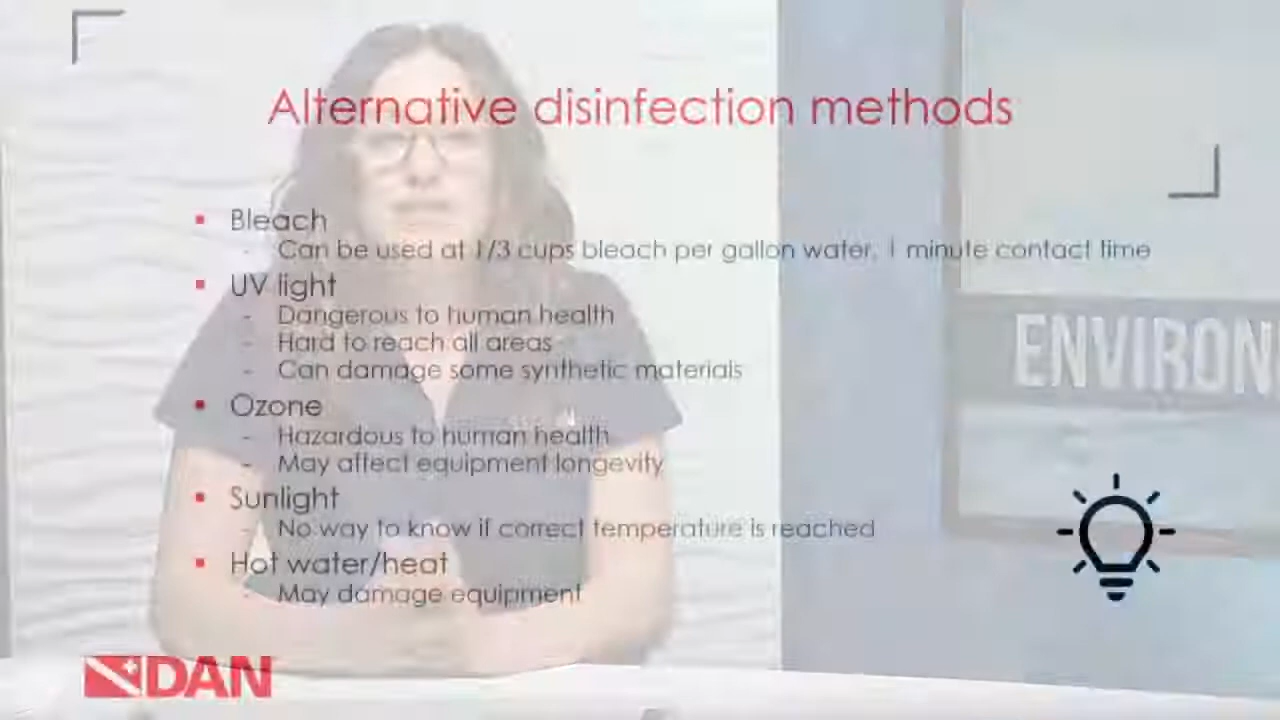 Alternative disinfection methods
Bleach
- Can be used at 1/3 cups bleach per gallon water, 1 minute contact time
UV light
- Dangerous to human health
- Hard to reach all areas
- Can damage some synthetic materials
Ozone
- Hazardous to human health
- May affect equipment longevity
Sunlight
- No way to know if correct temperature is reached
Hot water/heat
- May damage equipment
ENVIRON
DAN